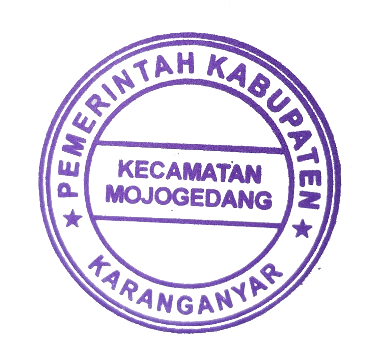 PEMERINTAH KABUPATEN
KECAMATAN
MOJOGEDANG
KARANGANYAR